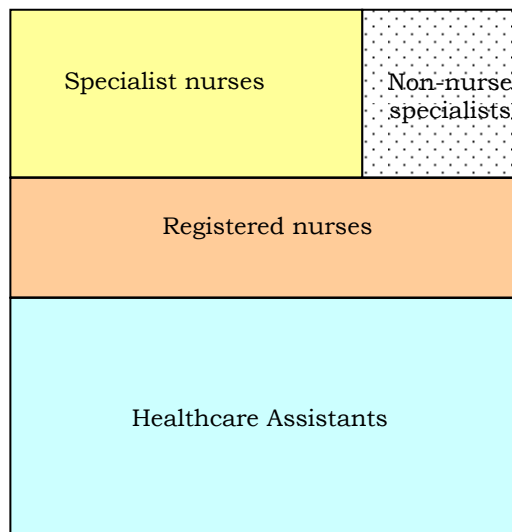 Specialist nurses
Non-nurse
specialists
Registered nurses
Healthcare Assistants